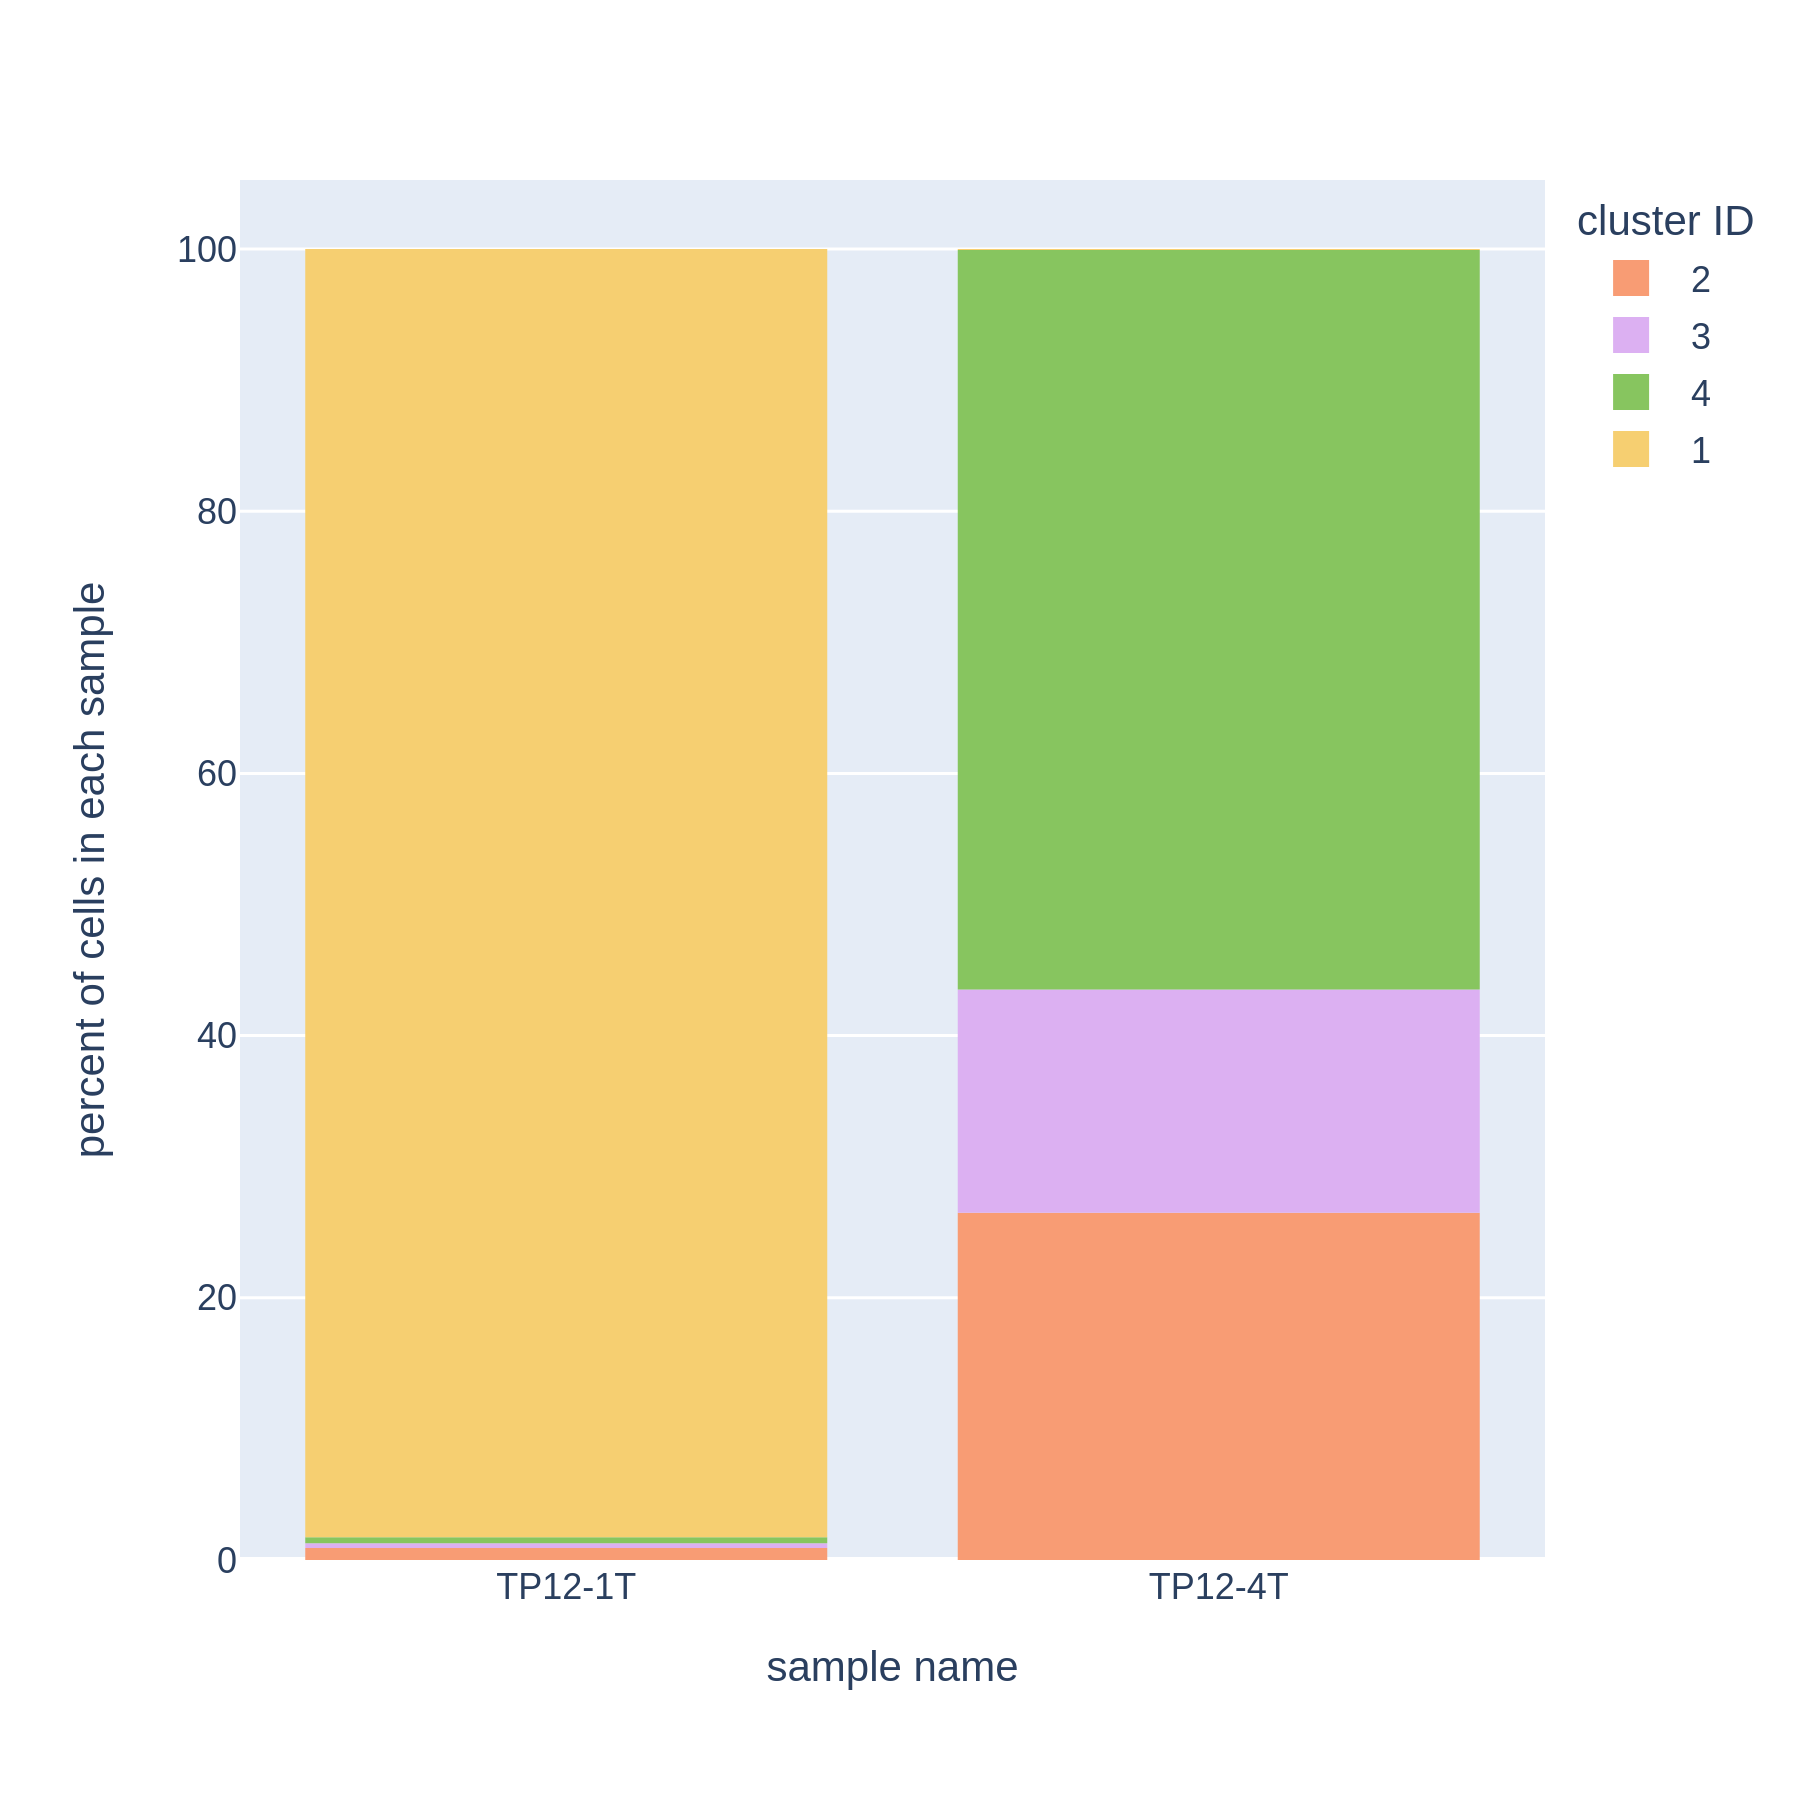 cluster ID
2
3
4
1
100
80
60
40
20
0
percent of cells in each sample
TP12-1T
TP12-4T
sample name